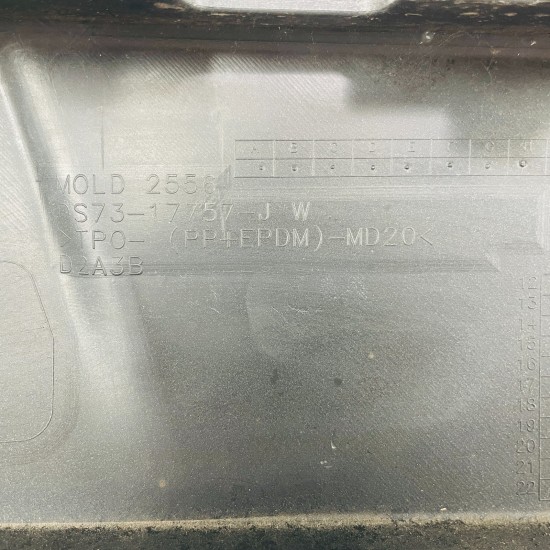 A B C D E F G H
MOLD 2556
S73-17757-J W
>TPO- (PP+EPDM)-MD20<
D2A3B
12
13
14
15
16
17
18
19
20
21
22